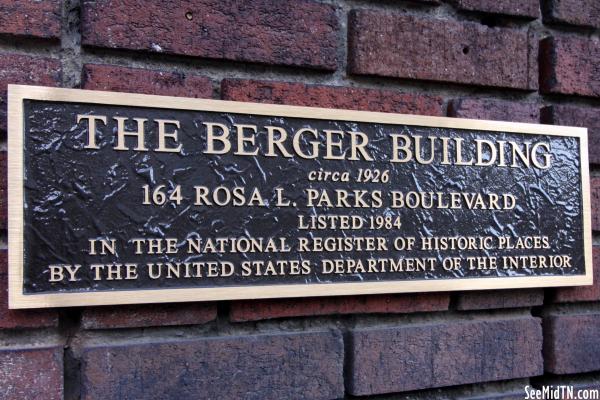 THE BERGER BUILDING
circa 1926
164 ROSA L. PARKS BOULEVARD
LISTED 1984
IN THE NATIONAL REGISTER OF HISTORIC PLACES
BY THE UNITED STATES DEPARTMENT OF THE INTERIOR
SeeMidTN.com